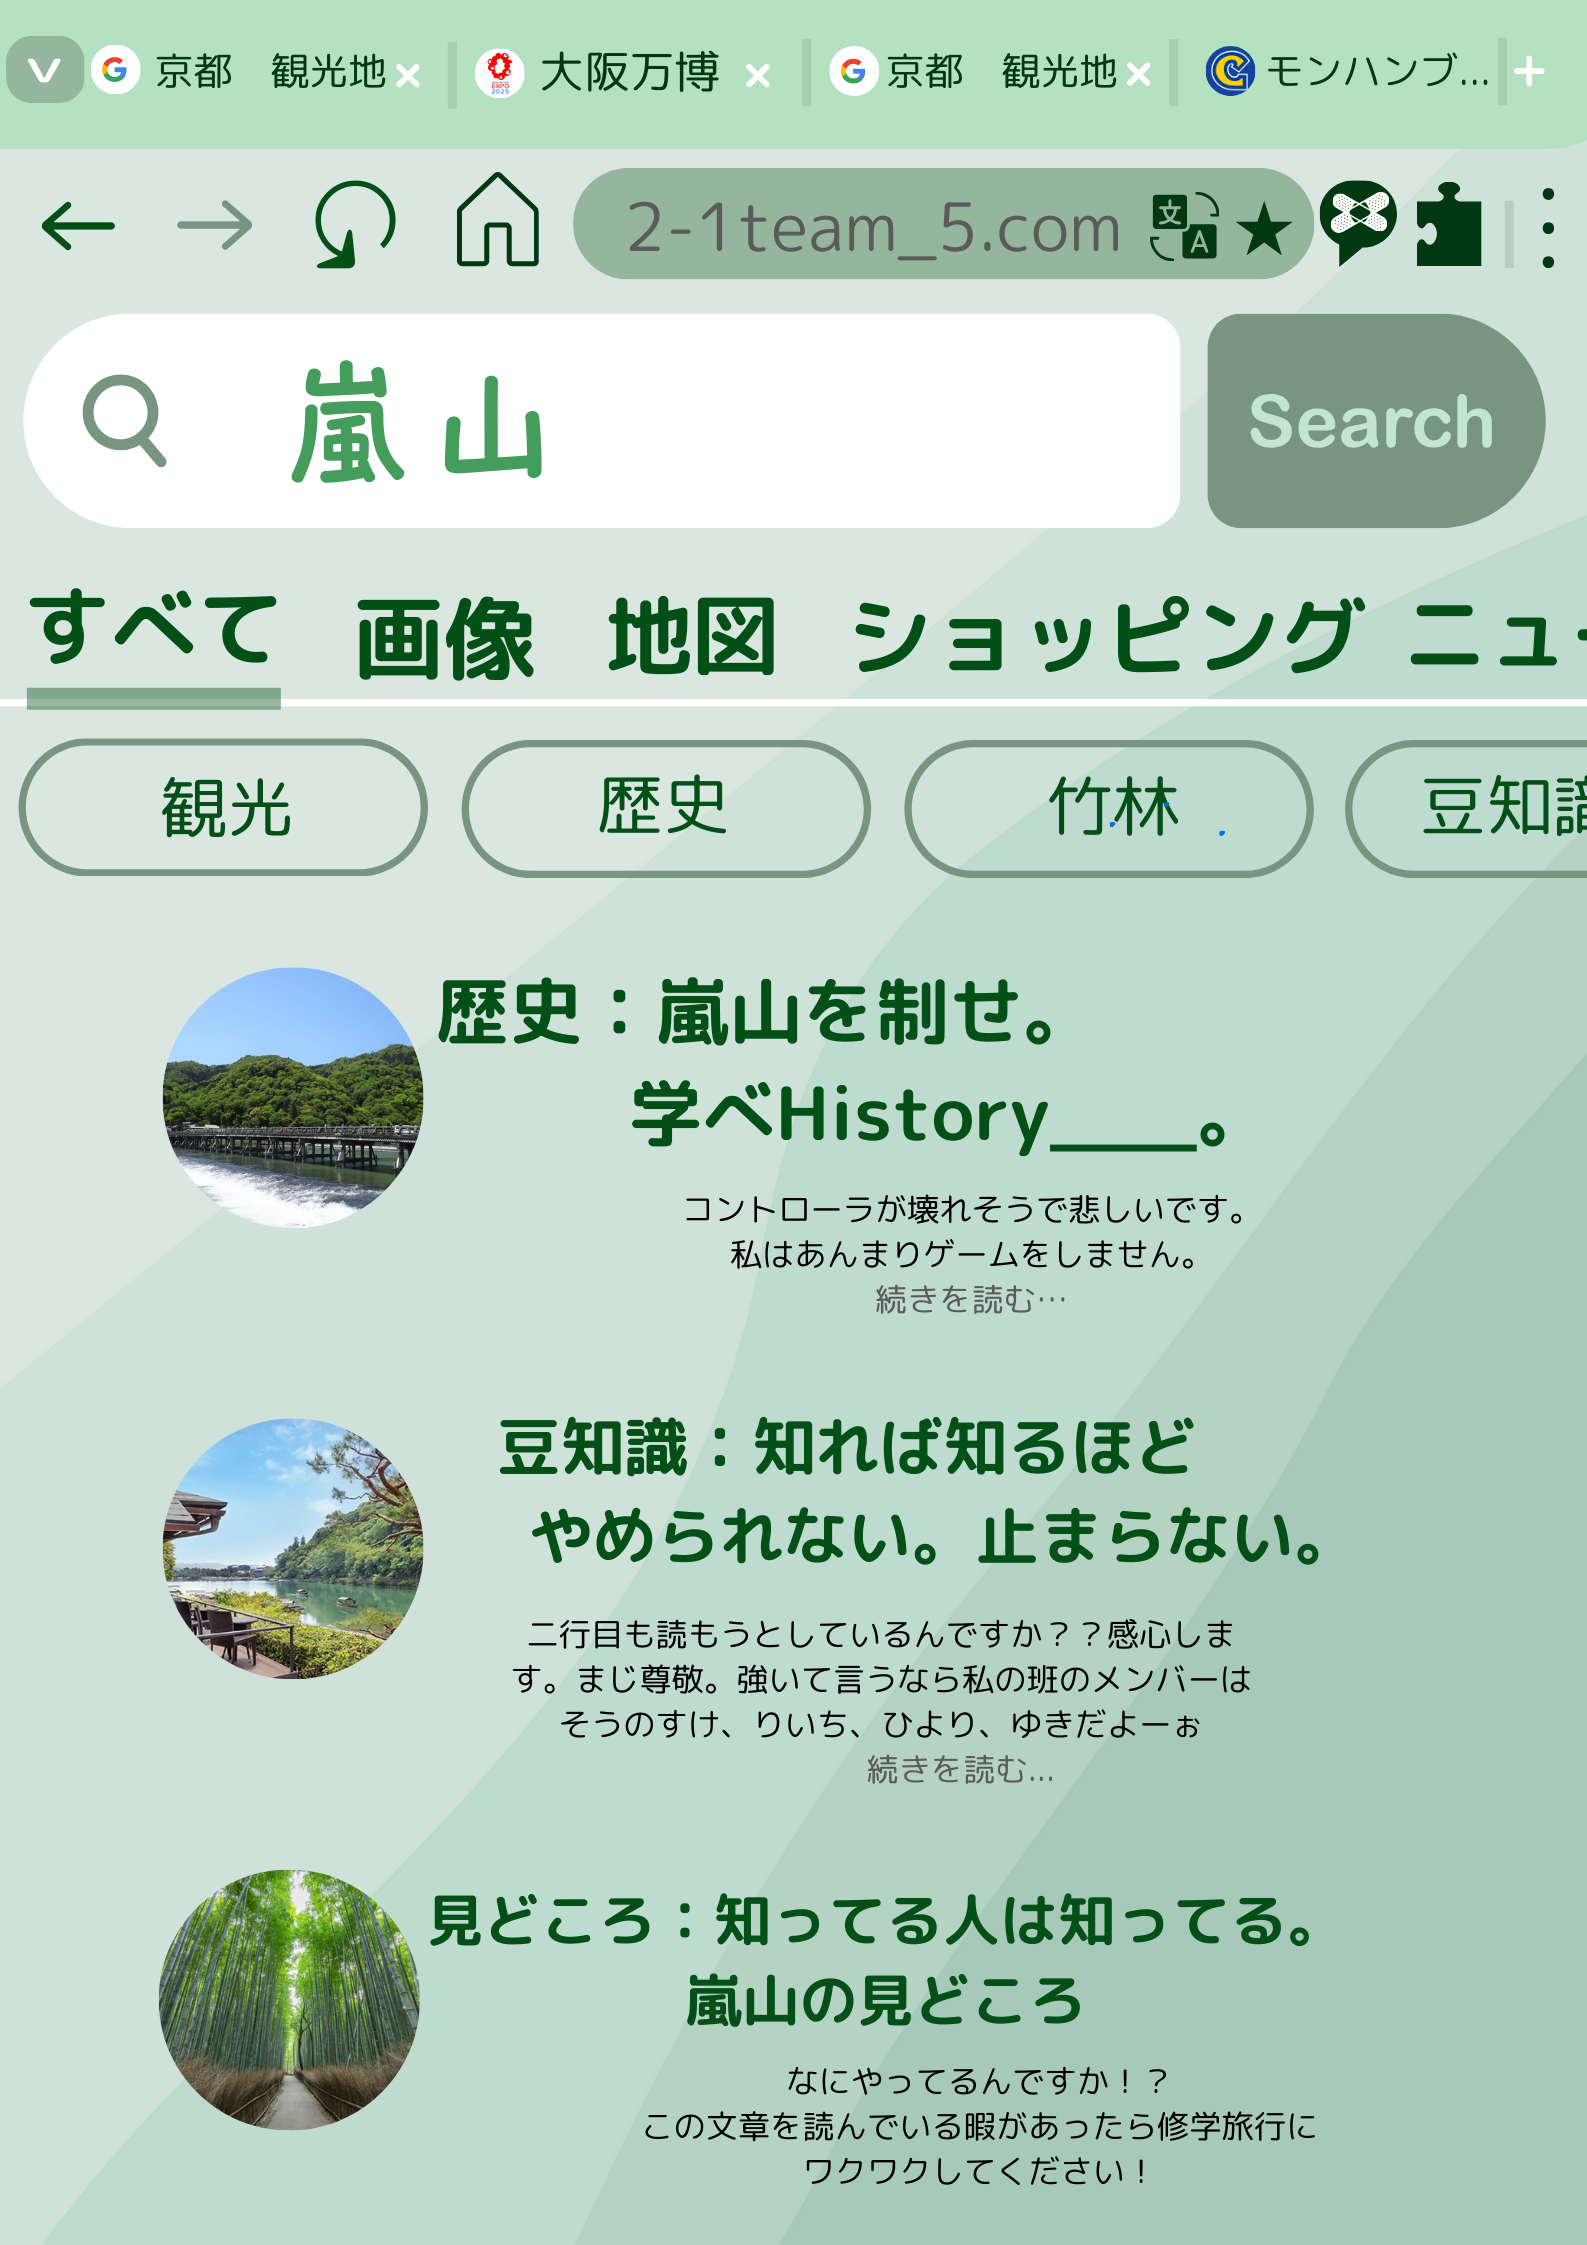 京都　観光地
大阪万博
京都　観光地
モンハンブ...
2-1team_5.com
嵐山
Search
すべて 画像 地図 ショッピング ニュー
観光 歴史 竹林 豆知識
歴史：嵐山を制せ。
学べHistory____。
コントローラが壊れそうで悲しいです。
私はあんまりゲームをしません。
続きを読む…
豆知識：知れば知るほど
やめられない。止まらない。
二行目も読もうとしているんですか？？感心しま
す。まじ尊敬。強いて言うなら私の班のメンバーは
そうのすけ、りいち、ひより、ゆきだよーぉ
続きを読む...
見どころ：知ってる人は知ってる。
嵐山の見どころ
なにやってるんですか！？
この文章を読んでいる暇があったら修学旅行に
ワクワクしてください！